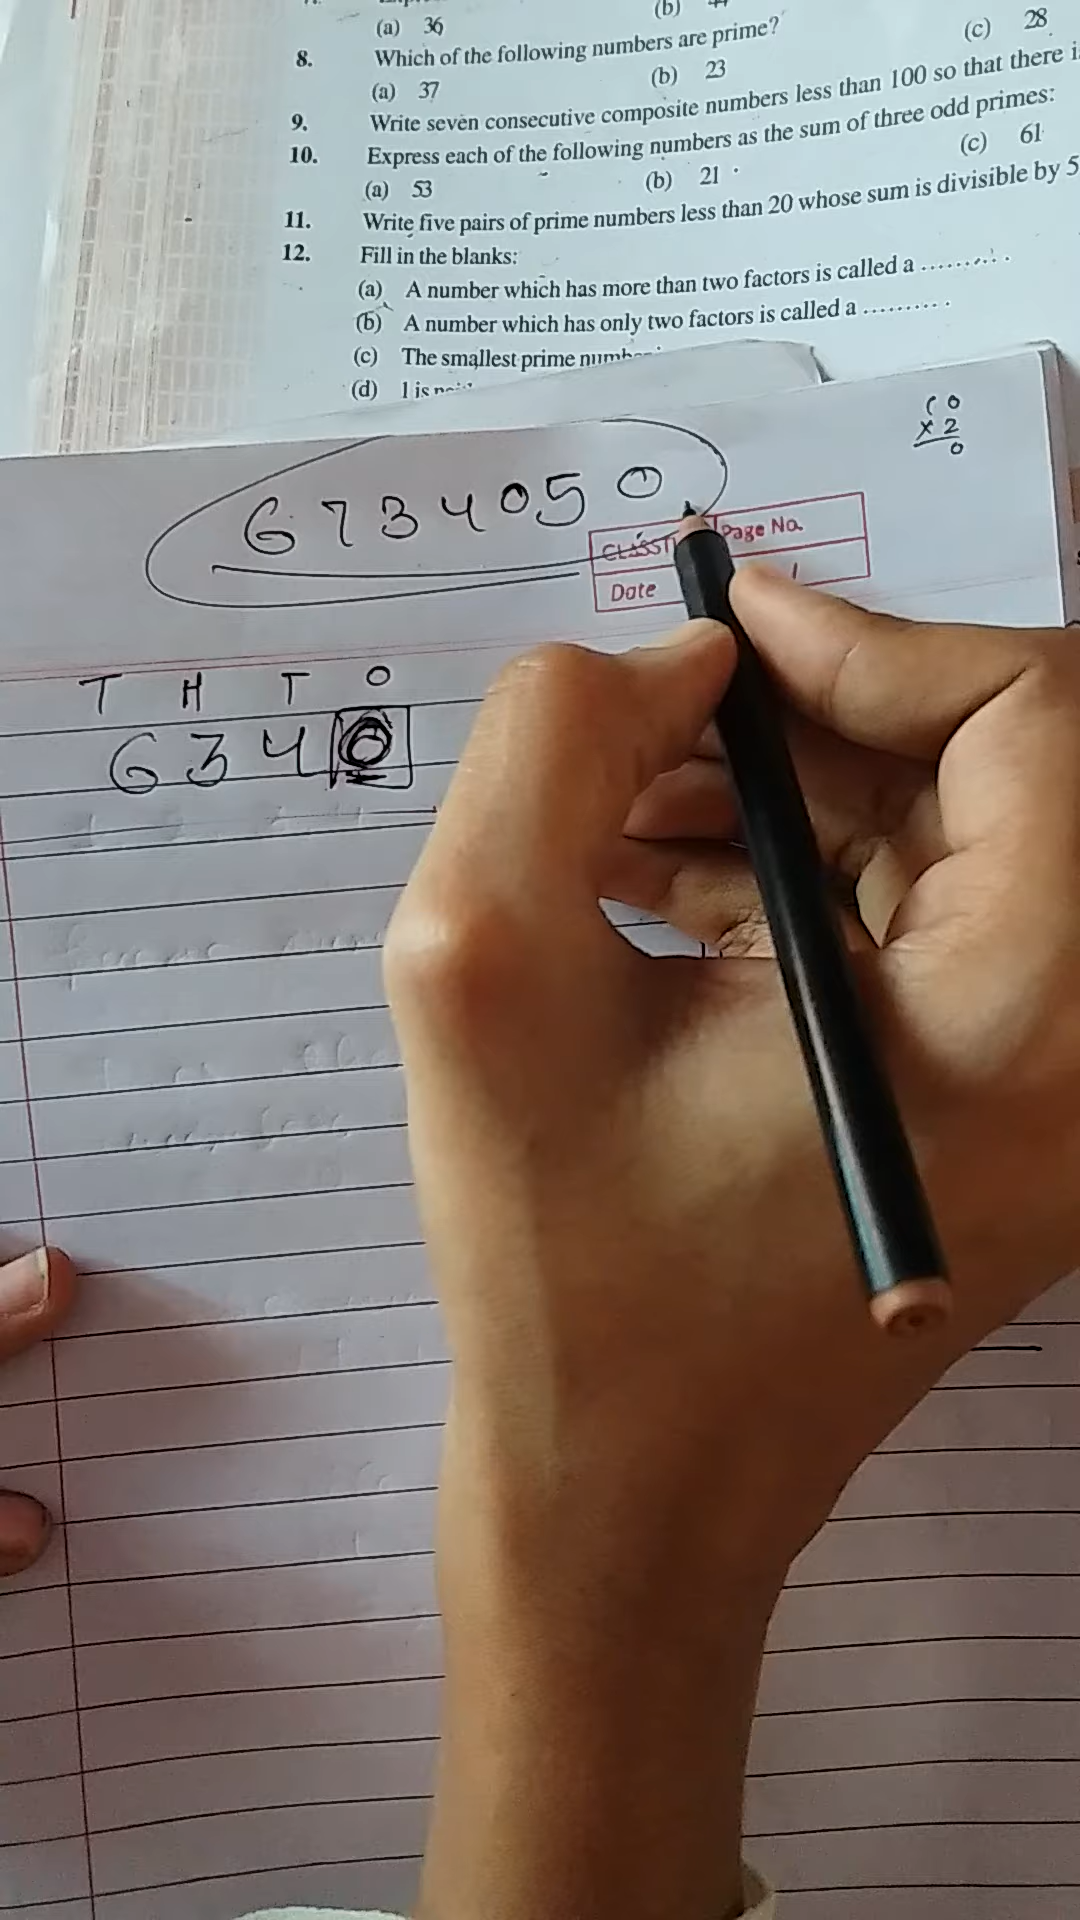 (a) 36
(b) 44
(c) 28
8. Which of the following numbers are prime?
(a) 37 (b) 23
9. Write seven consecutive composite numbers less than 100 so that there
10. Express each of the following numbers as the sum of three odd primes:
(a) 53 (b) 21 (c) 61
11. Write five pairs of prime numbers less than 20 whose sum is divisible by 5
12. Fill in the blanks:
(a) A number which has more than two factors is called a ..........
(b) A number which has only two factors is called a ..........
(c) The smallest prime
(d) 1 is
10
x 2
0
6734050
Page No.
Date
T H T O
6340